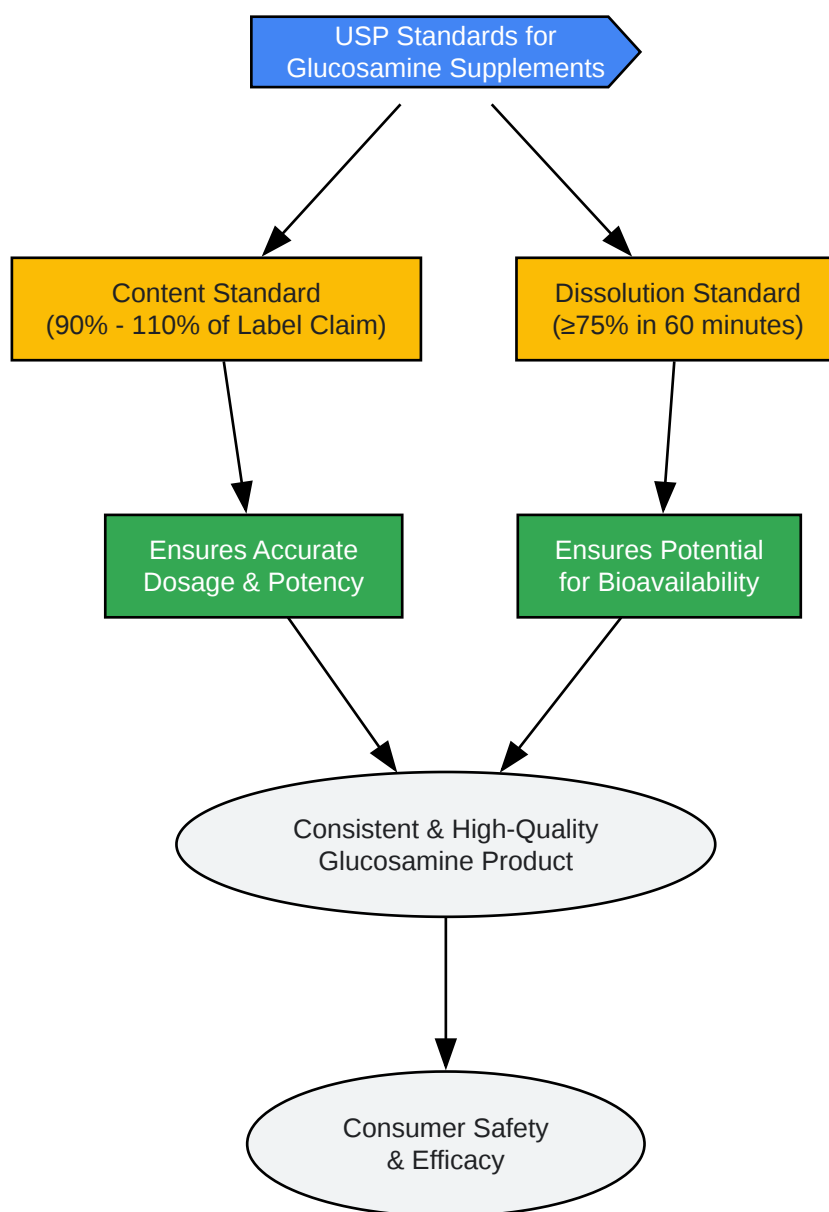 USP Standards for
Glucosamine Supplements
Content Standard
(90% - 110% of Label Claim)
Dissolution Standard
(≥75% in 60 minutes)
Ensures Accurate
Dosage & Potency
Ensures Potential
for Bioavailability
Consistent & High-Quality
Glucosamine Product
Consumer Safety
& Efficacy